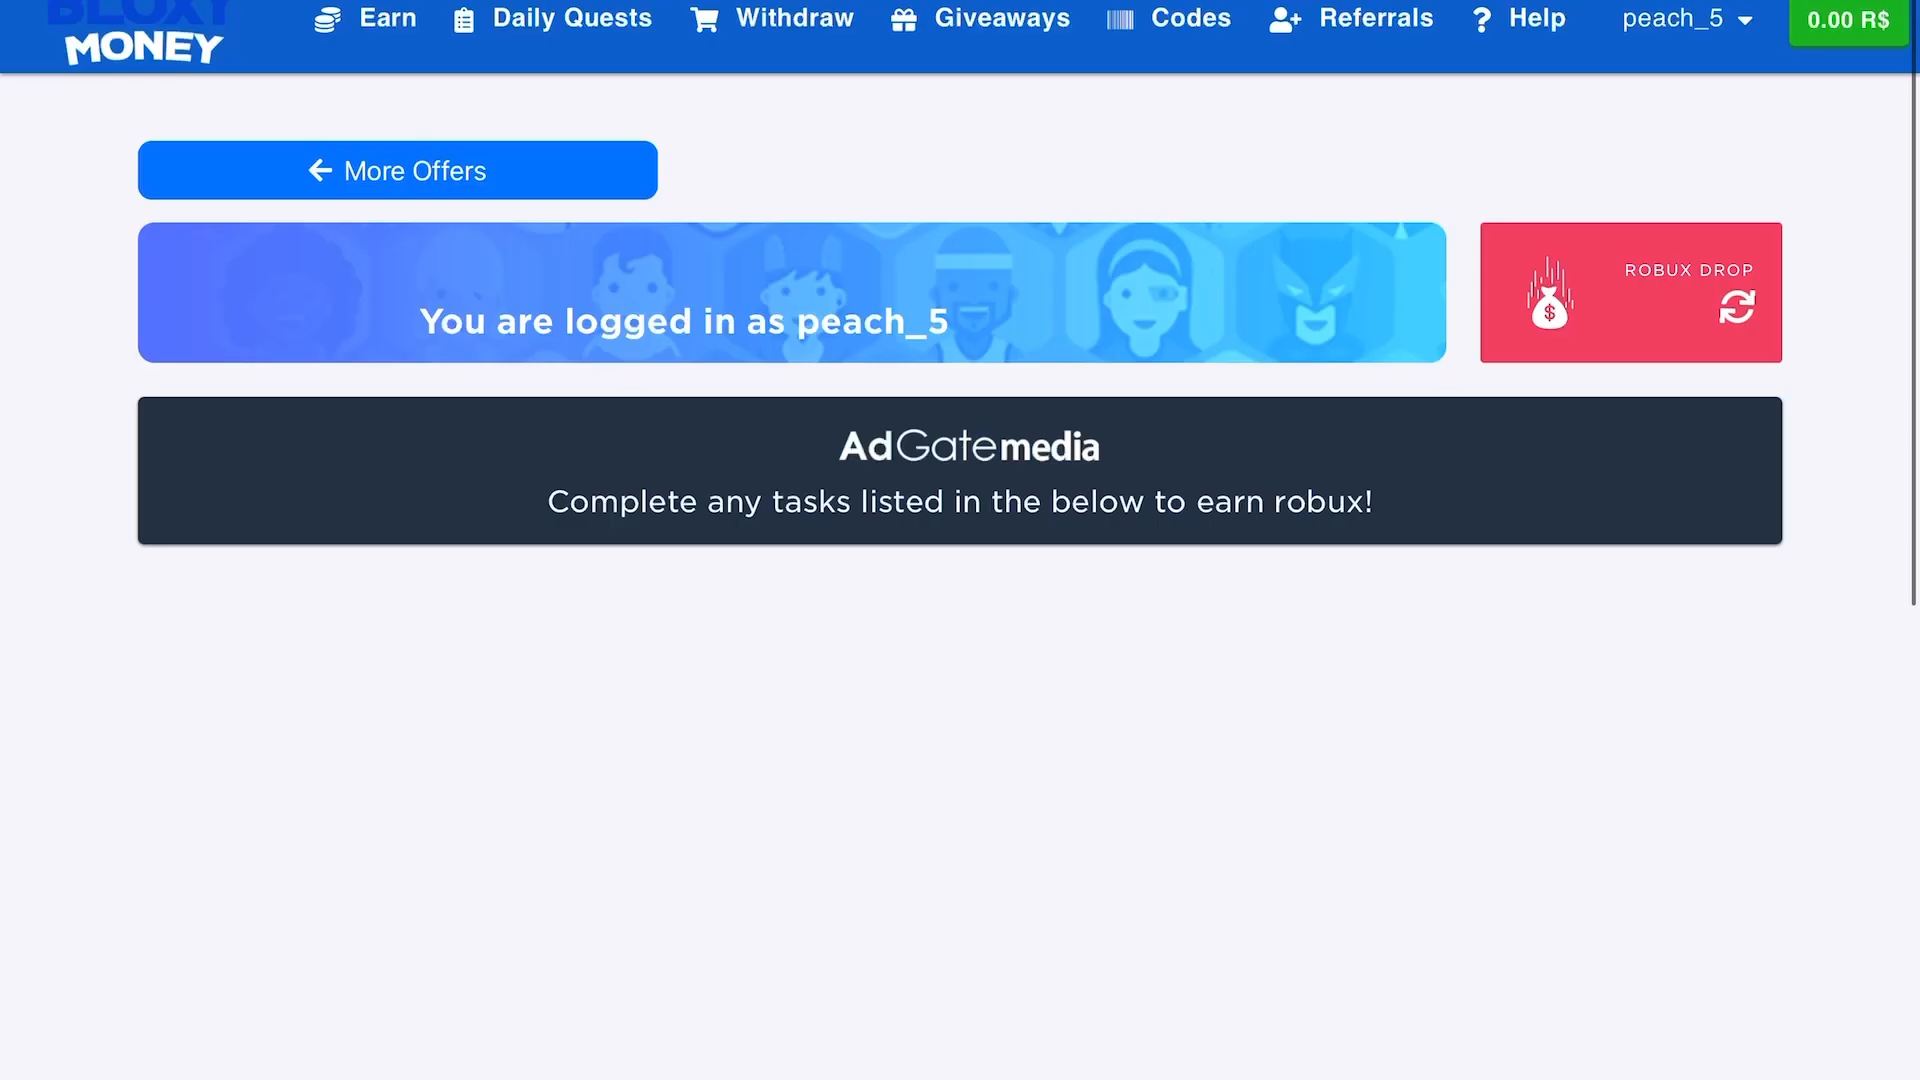 BLOXY
MONEY
Earn
Daily Quests
Withdraw
Giveaways
Codes
Referrals
? Help
peach_5
0.00 R$
More Offers
You are logged in as peach_5
ROBUX DROP
$
AdGatemedia
Complete any tasks listed in the below to earn robux!